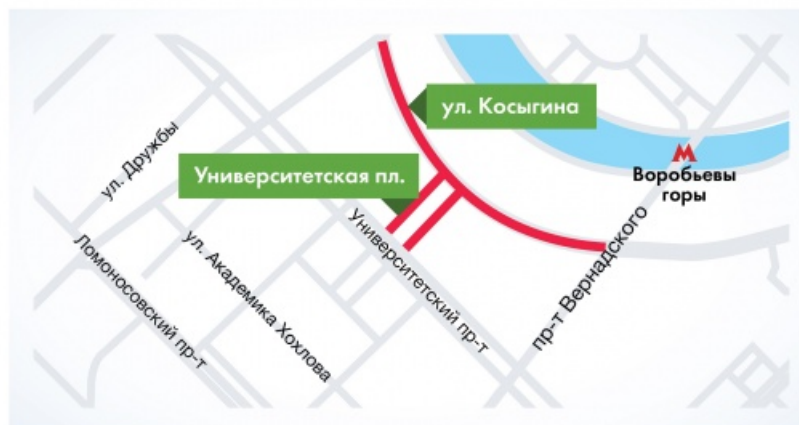 ул. Косыгина
ул. Дружбы
Университетская пл.
М
Воробьевы
горы
Университетский пр-т
ул. Академика Хохлова
Ломоносовский пр-т
пр-т Вернадского